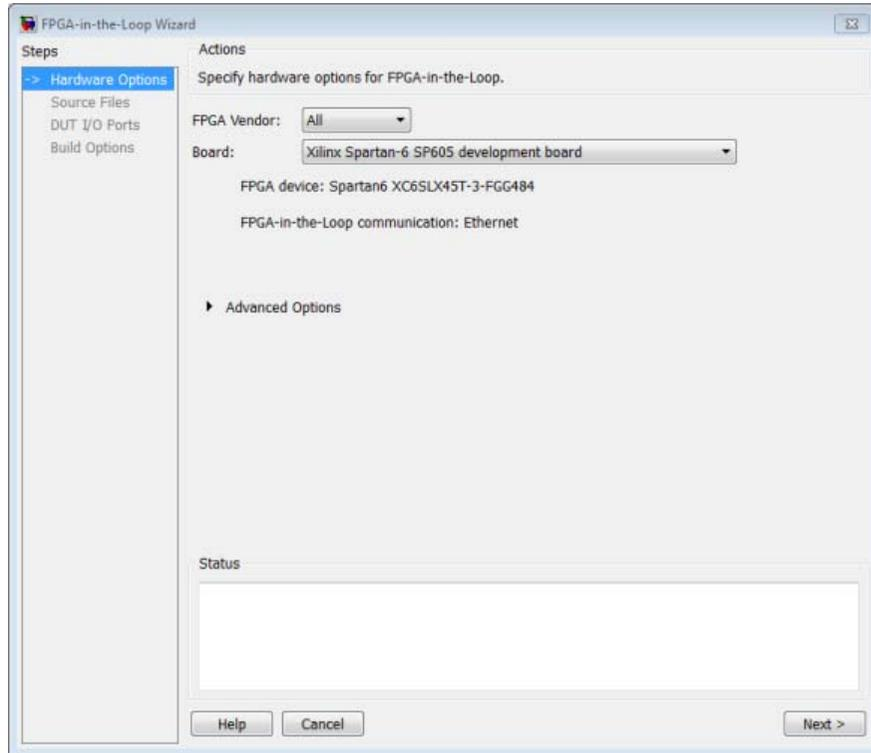 FPGA-in-the-Loop Wizard
Steps
-> Hardware Options
Source Files
DUT I/O Ports
Build Options
Actions
Specify hardware options for FPGA-in-the-Loop.
FPGA Vendor: All
Board: Xilinx Spartan-6 SP605 development board
FPGA device: Spartan6 XC6SLX45T-3-FGG484
FPGA-in-the-Loop communication: Ethernet
Advanced Options
Status
Help Cancel Next >